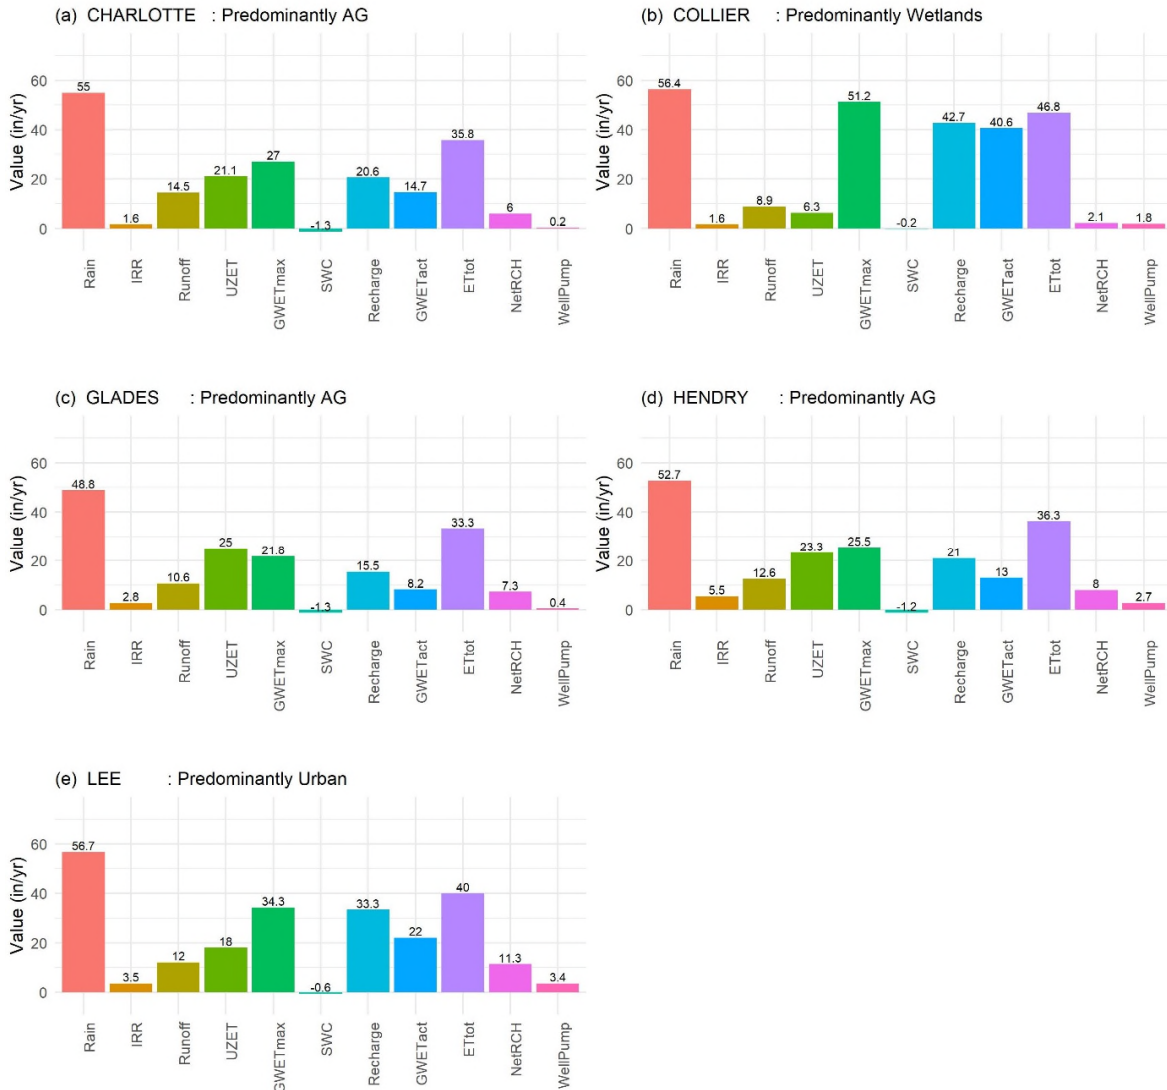 (a) CHARLOTTE : Predominantly AG
Value (in/yr)
60
40
20
0
55
1.6
14.5
21.1
27
-1.3
20.6
14.7
35.8
6
0.2
Rain
IRR
Runoff
UZET
GWETmax
SWC
Recharge
GWETact
ETtot
NetRCH
WellPump
(b) COLLIER : Predominantly Wetlands
Value (in/yr)
60
40
20
0
56.4
1.6
8.9
6.3
51.2
-0.2
42.7
40.6
46.8
2.1
1.8
Rain
IRR
Runoff
UZET
GWETmax
SWC
Recharge
GWETact
ETtot
NetRCH
WellPump
(c) GLADES : Predominantly AG
Value (in/yr)
60
40
20
0
48.8
2.8
10.6
25
21.8
-1.3
15.5
8.2
33.3
7.3
0.4
Rain
IRR
Runoff
UZET
GWETmax
SWC
Recharge
GWETact
ETtot
NetRCH
WellPump
(d) HENDRY : Predominantly AG
Value (in/yr)
60
40
20
0
52.7
5.5
12.6
23.3
25.5
-1.2
21
13
36.3
8
2.7
Rain
IRR
Runoff
UZET
GWETmax
SWC
Recharge
GWETact
ETtot
NetRCH
WellPump
(e) LEE : Predominantly Urban
Value (in/yr)
60
40
20
0
56.7
3.5
12
18
34.3
-0.6
33.3
22
40
11.3
3.4
Rain
IRR
Runoff
UZET
GWETmax
SWC
Recharge
GWETact
ETtot
NetRCH
WellPump